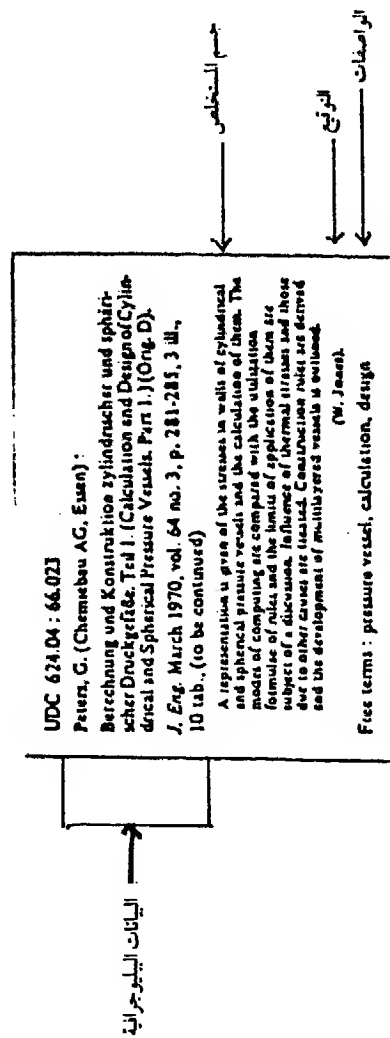 UDC 624.04 : 66.023
Peters, G. (Chemiebau AG, Essen) :
Berechnung und Konstruktion zylindrischer und sphäri-
scher Druckgefäße. Teil 1. (Calculation and Design of Cylin-
drical and Spherical Pressure Vessels. Part 1.) (Orig. D).
J. Eng. March 1970, vol. 64 no. 3, p. 281-285, 3 ill.,
10 tab., (to be continued)
A representation is given of the stresses in walls of cylindrical
and spherical pressure vessels and the calculation of them. The
modes of computing are compared with the utilization
formulae of rules and the limits of application of them are
subject of a discussion. Influence of thermal stresses and those
due to other causes are treated. Construction rules are derived
and the development of multilayered vessels is outlined.
(W. Jones).
Free terms : pressure vessel, calculation, design
البيانات الببليوجرافية
جسم المستخلص
التوقيع
الواصفات